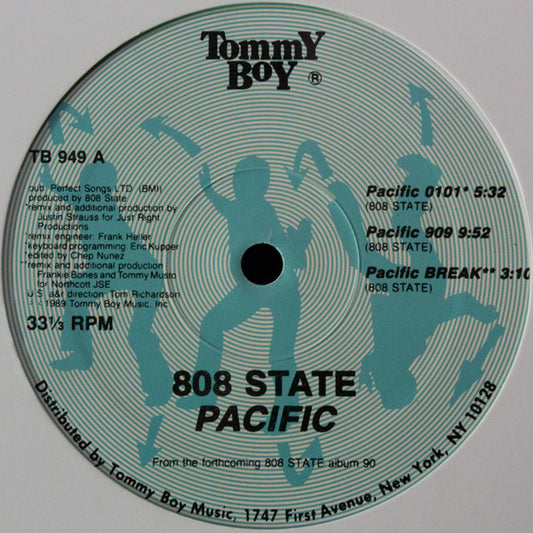 Tommy
Boy ®
TB 949 A
pub. Perfect Songs LTD (BMI)
produced by 808 State
*remix and additional production by
Justin Strauss for Just Right
Productions
remix engineer: Frank Heller
keyboard programming: Eric Kupper
edited by Chep Nunez
**remix and additional production
Frankie Bones and Tommy Musto
for Northcott JSE
U.S. a&r direction: Tom Richardson
1989 Tommy Boy Music, Inc
33⅓ RPM
Pacific 0101* 5:32
(808 STATE)
Pacific 909 9:52
(808 STATE)
Pacific BREAK** 3:10
(808 STATE)
808 STATE
PACIFIC
From the forthcoming 808 STATE album 90
Distributed by Tommy Boy Music, 1747 First Avenue, New York, NY 10128